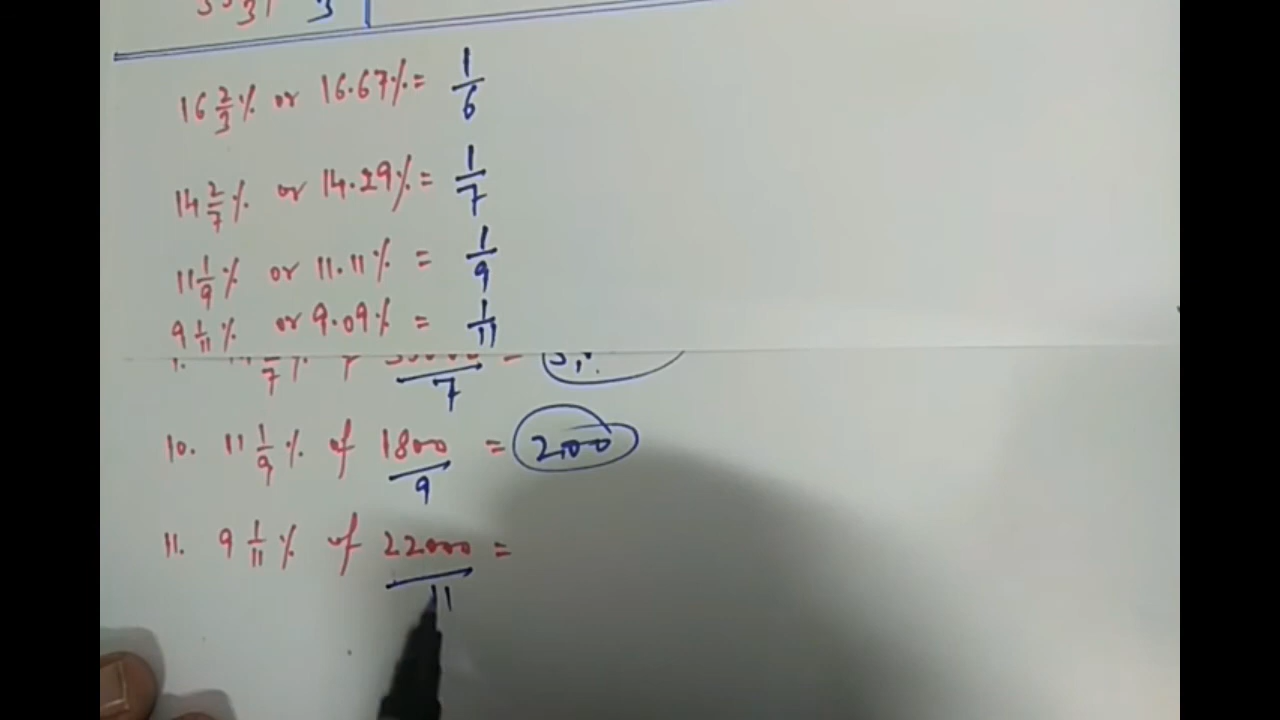 16 2/3 % or 16.67% = 1/6
14 2/7 % or 14.29% = 1/7
11 1/9 % or 11.11% = 1/9
9 1/11 % or 9.09% = 1/11
10. 11 1/9 % of 1800/9 = 200
11. 9 1/11 % of 22000/11 =